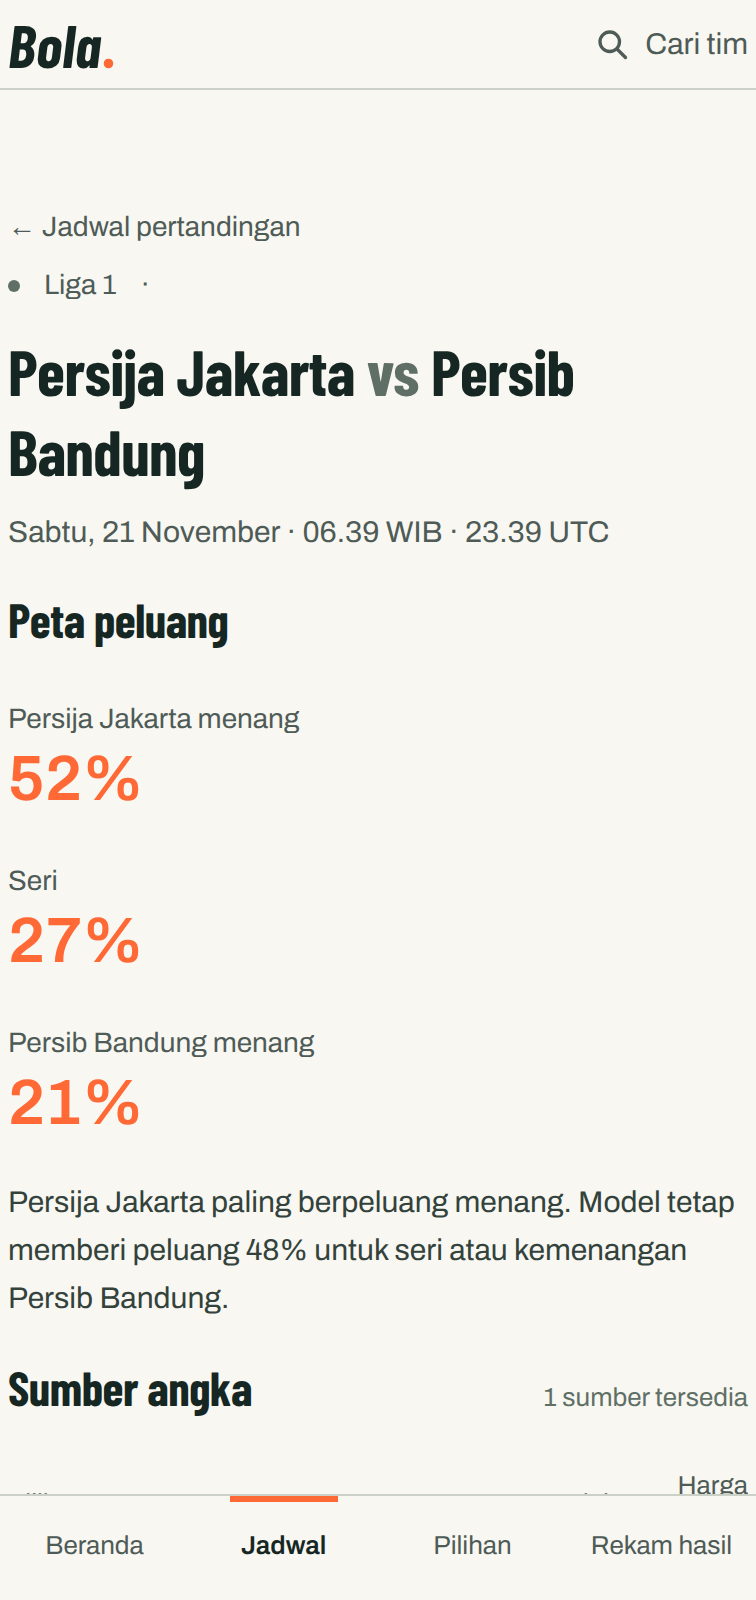 Bola.
Cari tim
← Jadwal pertandingan
Liga 1 ·
Persija Jakarta vs Persib
Bandung
Sabtu, 21 November · 06.39 WIB · 23.39 UTC
Peta peluang
Persija Jakarta menang
52%
Seri
27%
Persib Bandung menang
21%
Persija Jakarta paling berpeluang menang. Model tetap
memberi peluang 48% untuk seri atau kemenangan
Persib Bandung.
Sumber angka
1 sumber tersedia
Harga
Beranda
Jadwal
Pilihan
Rekam hasil